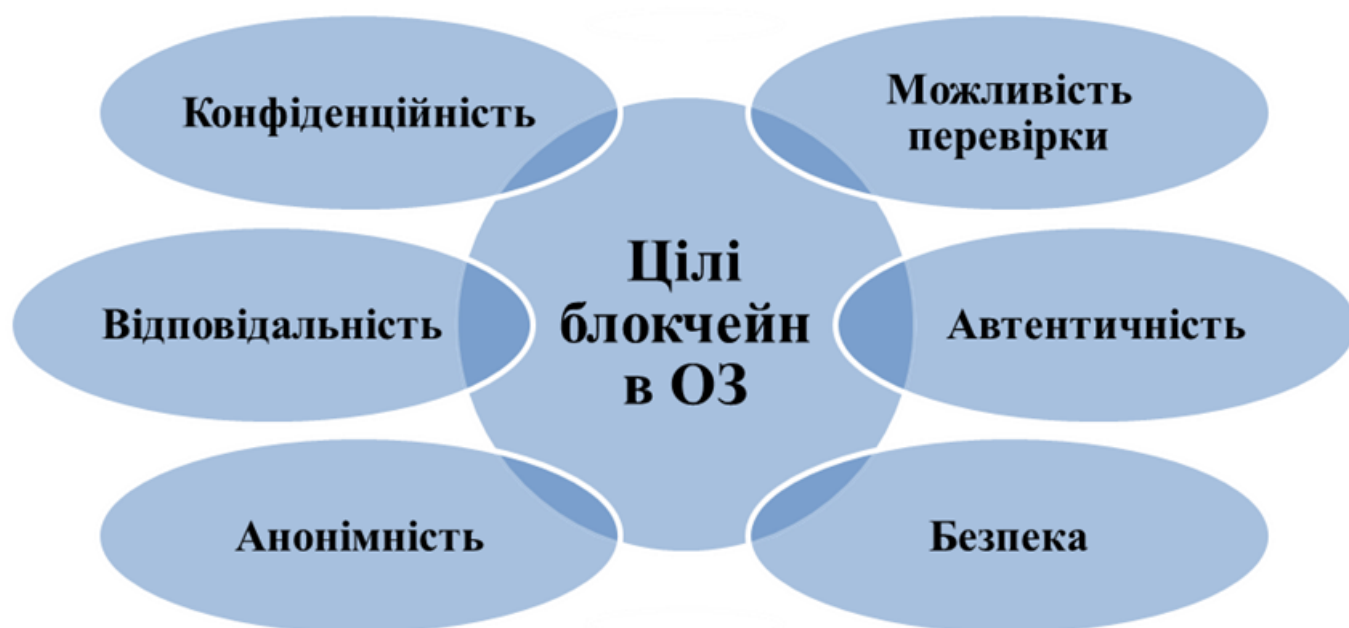 Конфіденційність
Можливість
перевірки
Відповідальність
Цілі
блокчейн
в ОЗ
Автентичність
Анонімність
Безпека